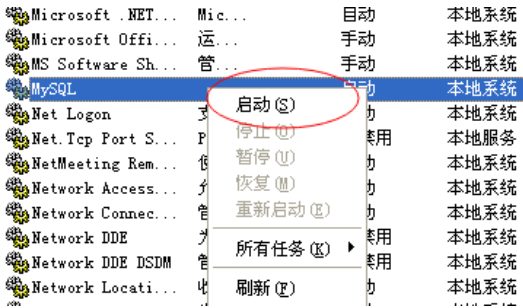 Microsoft .NET... Mic... 自动 本地系统
Microsoft Offi... 运... 手动 本地系统
MS Software Sh... 管... 手动 本地系统
MySQL 自动 本地系统
启动(S)
Net Logon 本地系统
停止(O)
Net.Tcp Port S... P 禁用 本地服务
暂停(U)
NetMeeting Rem... 本地系统
恢复(M)
Network Access... 本地系统
重新启动(E)
Network Connec... 本地系统
Network DDE 禁用 本地系统
所有任务(K)
Network DDE DSDM 禁用 本地系统
刷新(F)
Network Locati... 本地系统